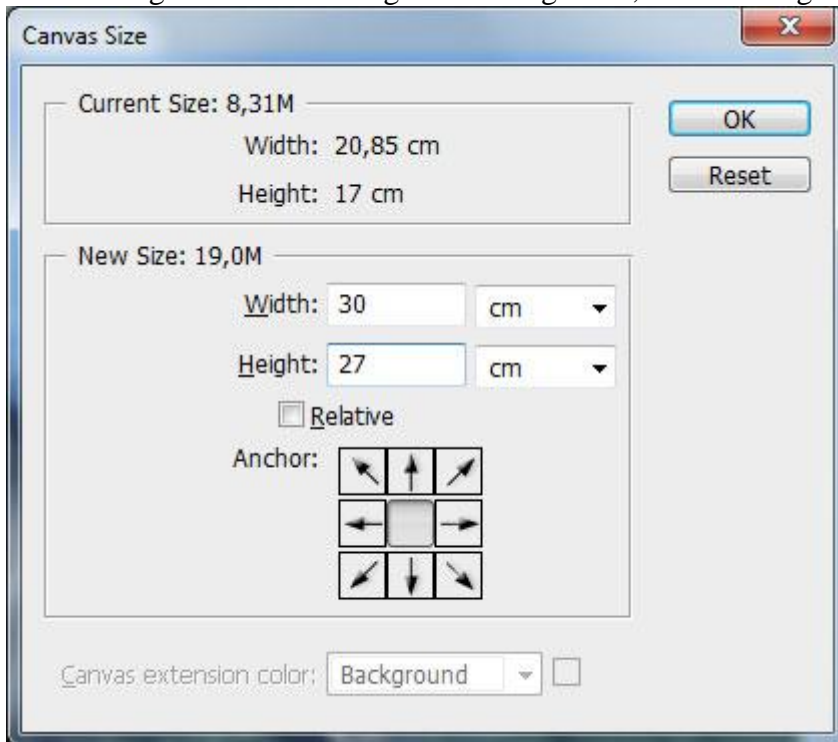 Canvas Size
Current Size: 8,31M
Width: 20,85 cm
Height: 17 cm
OK
Reset
New Size: 19,0M
Width: 30 cm
Height: 27 cm
Relative
Anchor:
Canvas extension color: Background